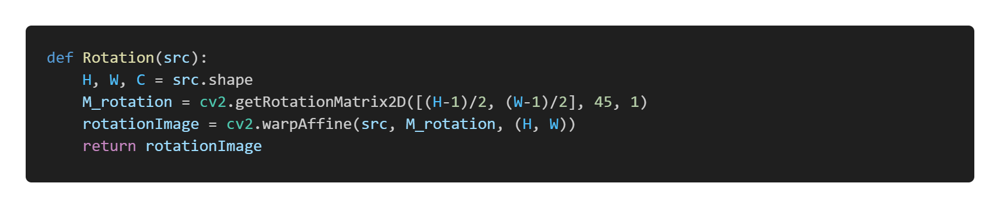 def Rotation(src):
    H, W, C = src.shape
    M_rotation = cv2.getRotationMatrix2D([(H-1)/2, (W-1)/2], 45, 1)
    rotationImage = cv2.warpAffine(src, M_rotation, (H, W))
    return rotationImage